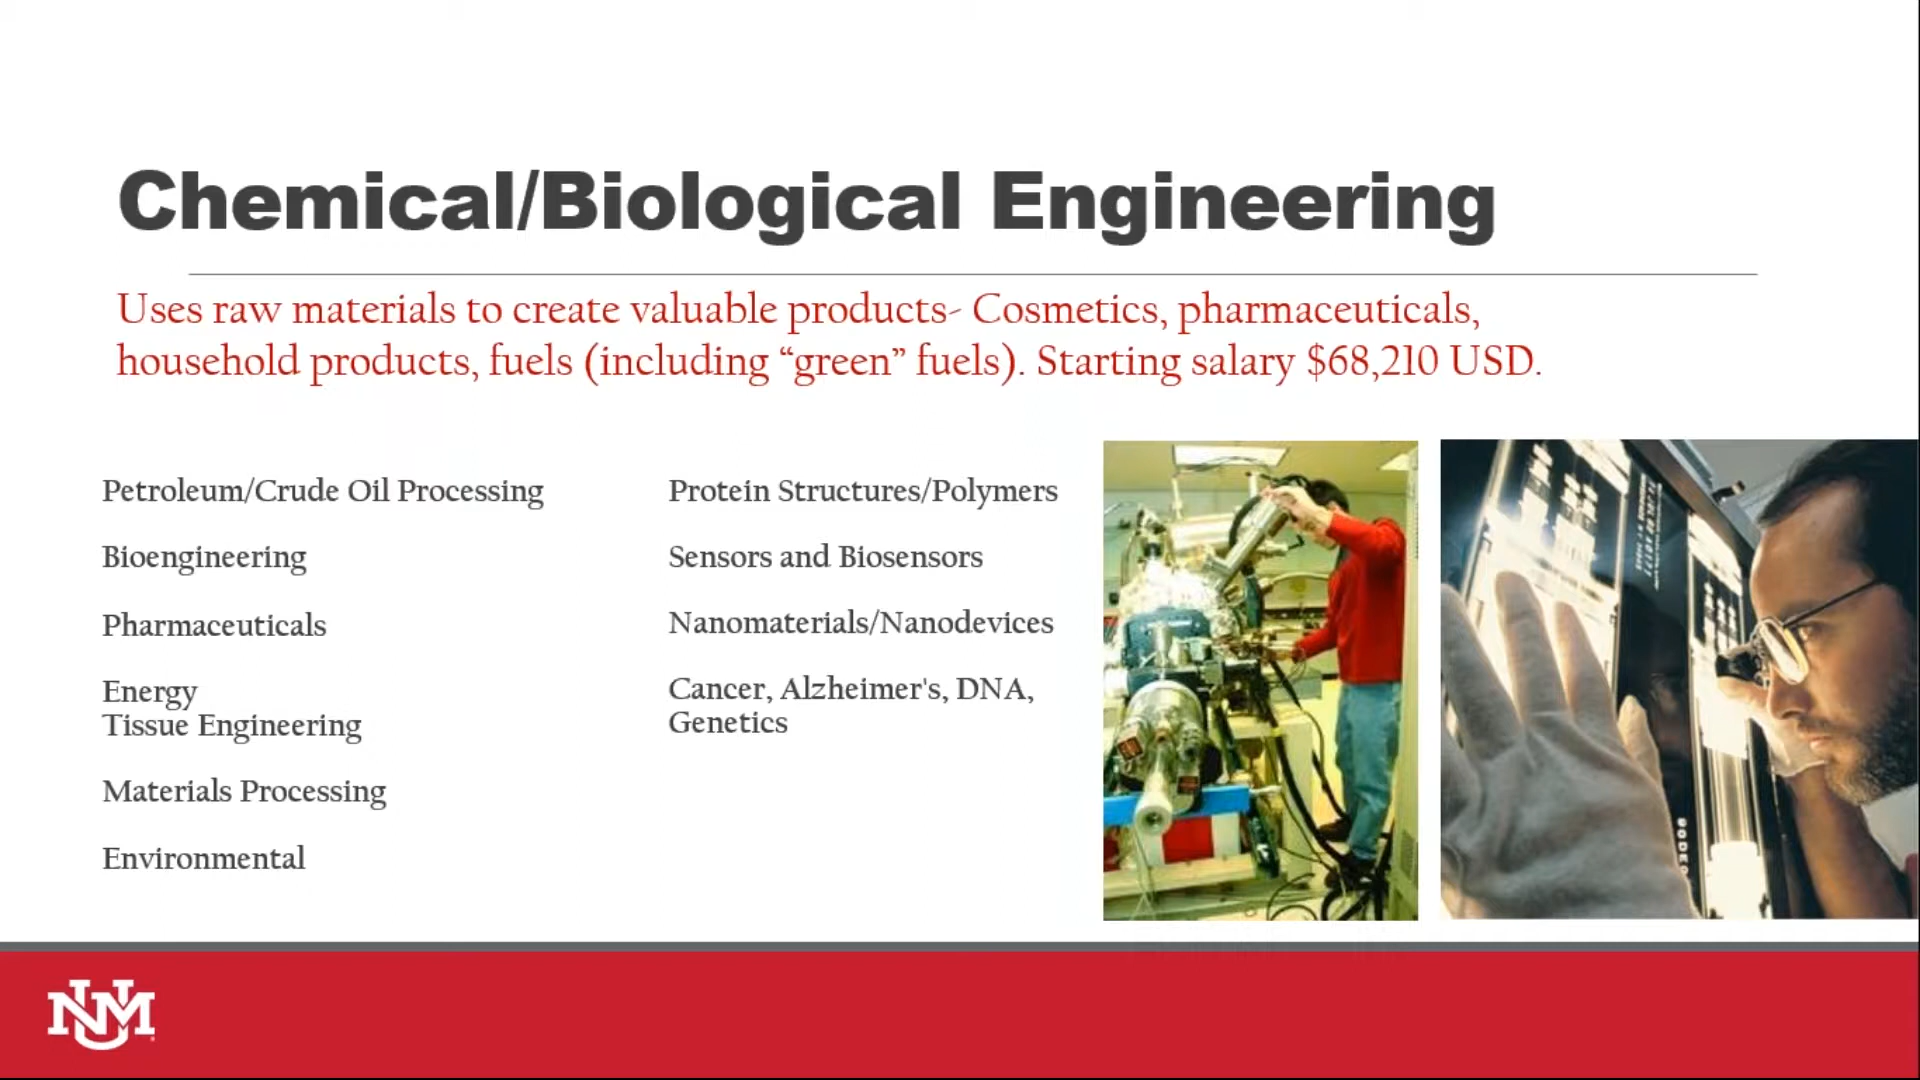 Chemical/Biological Engineering
Uses raw materials to create valuable products- Cosmetics, pharmaceuticals,
household products, fuels (including “green” fuels). Starting salary $68,210 USD.
Petroleum/Crude Oil Processing
Bioengineering
Pharmaceuticals
Energy
Tissue Engineering
Materials Processing
Environmental
Protein Structures/Polymers
Sensors and Biosensors
Nanomaterials/Nanodevices
Cancer, Alzheimer's, DNA,
Genetics
UNM